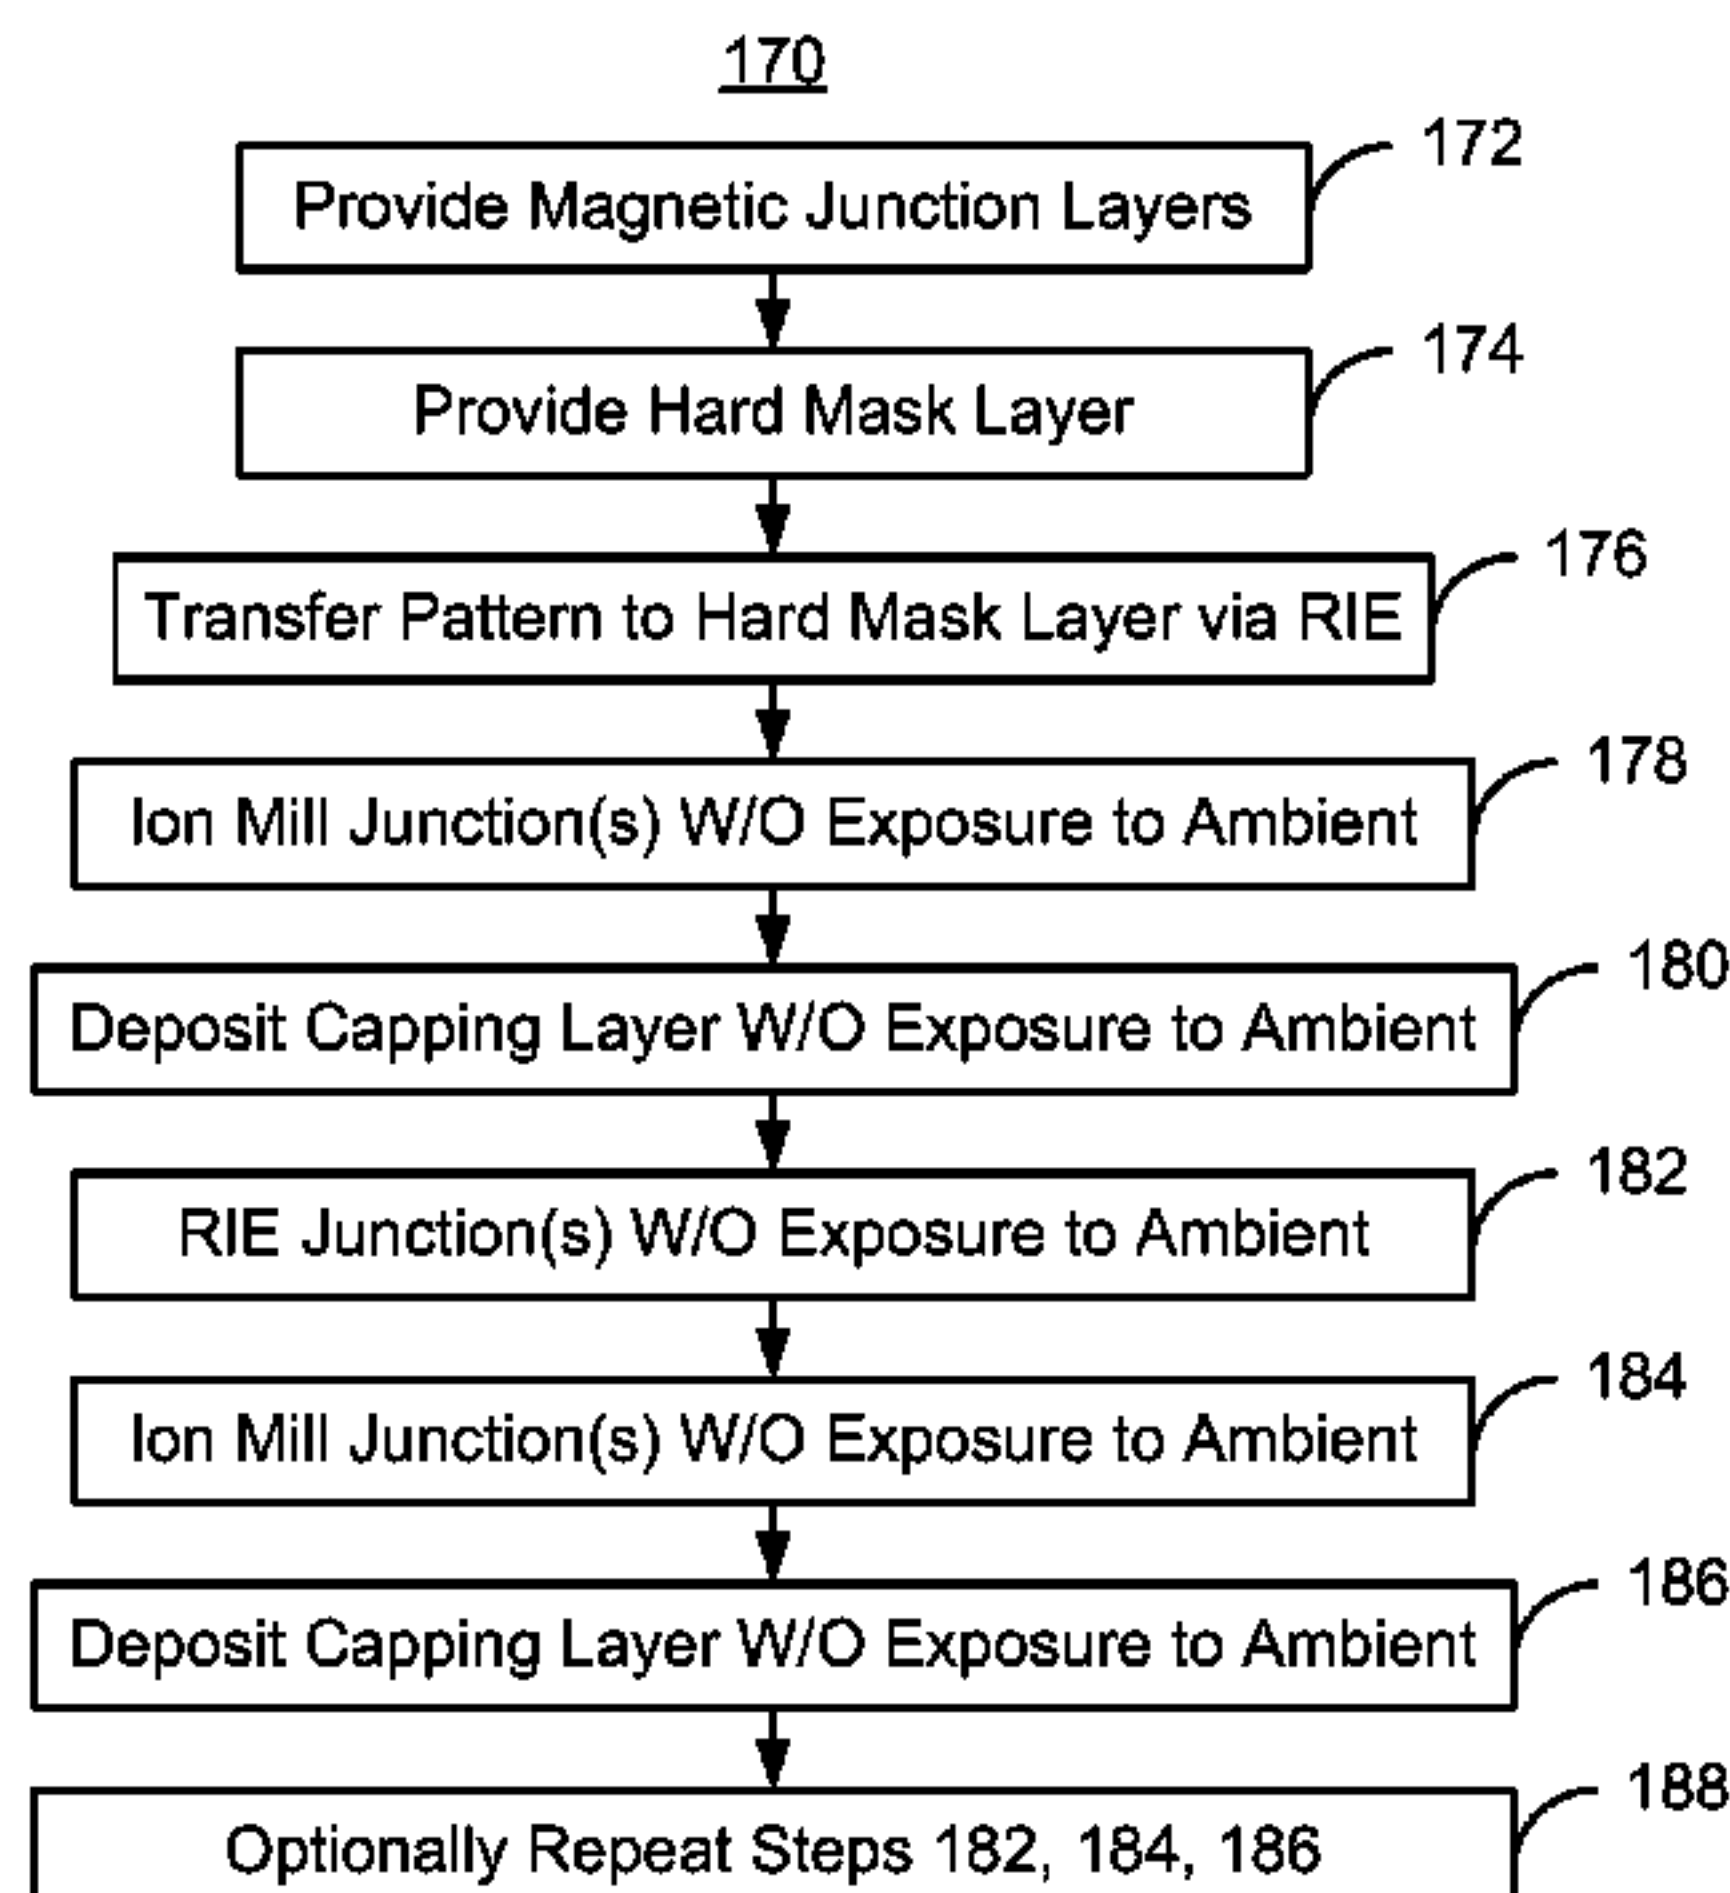 170
Provide Magnetic Junction Layers
172
Provide Hard Mask Layer
174
Transfer Pattern to Hard Mask Layer via RIE
176
Ion Mill Junction(s) W/O Exposure to Ambient
178
Deposit Capping Layer W/O Exposure to Ambient
180
RIE Junction(s) W/O Exposure to Ambient
182
Ion Mill Junction(s) W/O Exposure to Ambient
184
Deposit Capping Layer W/O Exposure to Ambient
186
Optionally Repeat Steps 182, 184, 186
188